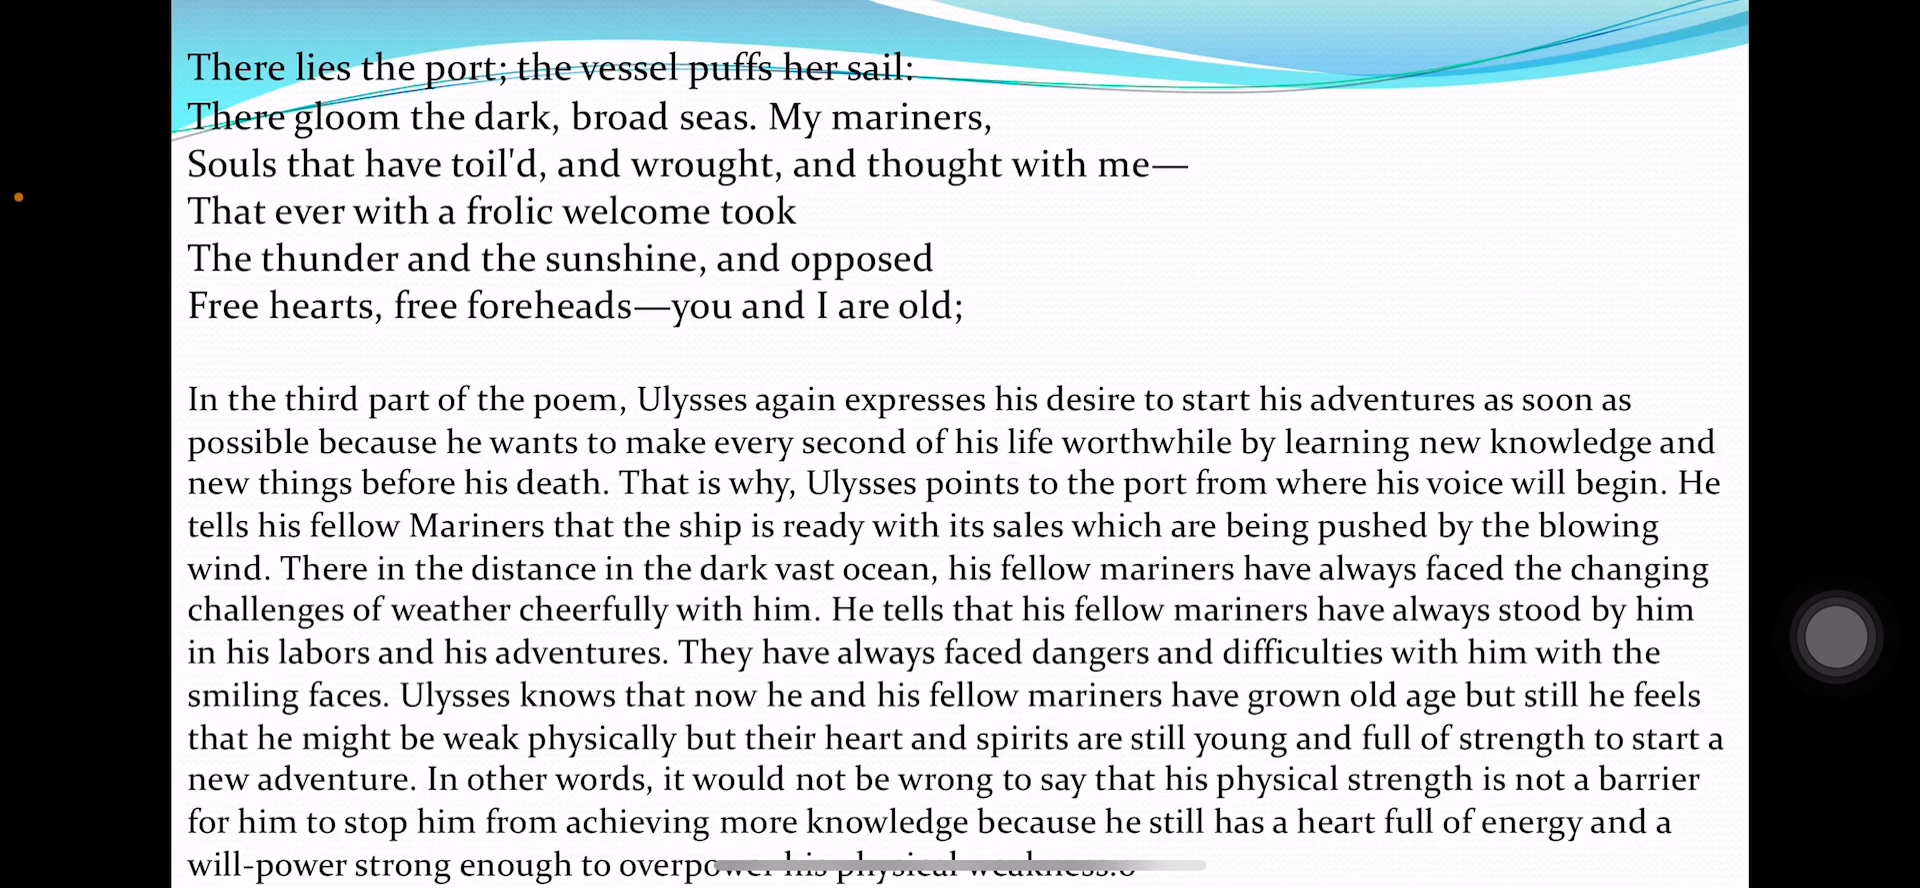 There lies the port; the vessel puffs her sail:
There gloom the dark, broad seas. My mariners,
Souls that have toil'd, and wrought, and thought with me—
That ever with a frolic welcome took
The thunder and the sunshine, and opposed
Free hearts, free foreheads—you and I are old;
In the third part of the poem, Ulysses again expresses his desire to start his adventures as soon as
possible because he wants to make every second of his life worthwhile by learning new knowledge and
new things before his death. That is why, Ulysses points to the port from where his voice will begin. He
tells his fellow Mariners that the ship is ready with its sales which are being pushed by the blowing
wind. There in the distance in the dark vast ocean, his fellow mariners have always faced the changing
challenges of weather cheerfully with him. He tells that his fellow mariners have always stood by him
in his labors and his adventures. They have always faced dangers and difficulties with him with the
smiling faces. Ulysses knows that now he and his fellow mariners have grown old age but still he feels
that he might be weak physically but their heart and spirits are still young and full of strength to start a
new adventure. In other words, it would not be wrong to say that his physical strength is not a barrier
for him to stop him from achieving more knowledge because he still has a heart full of energy and a
will-power strong enough to overpower his physical weakness.o